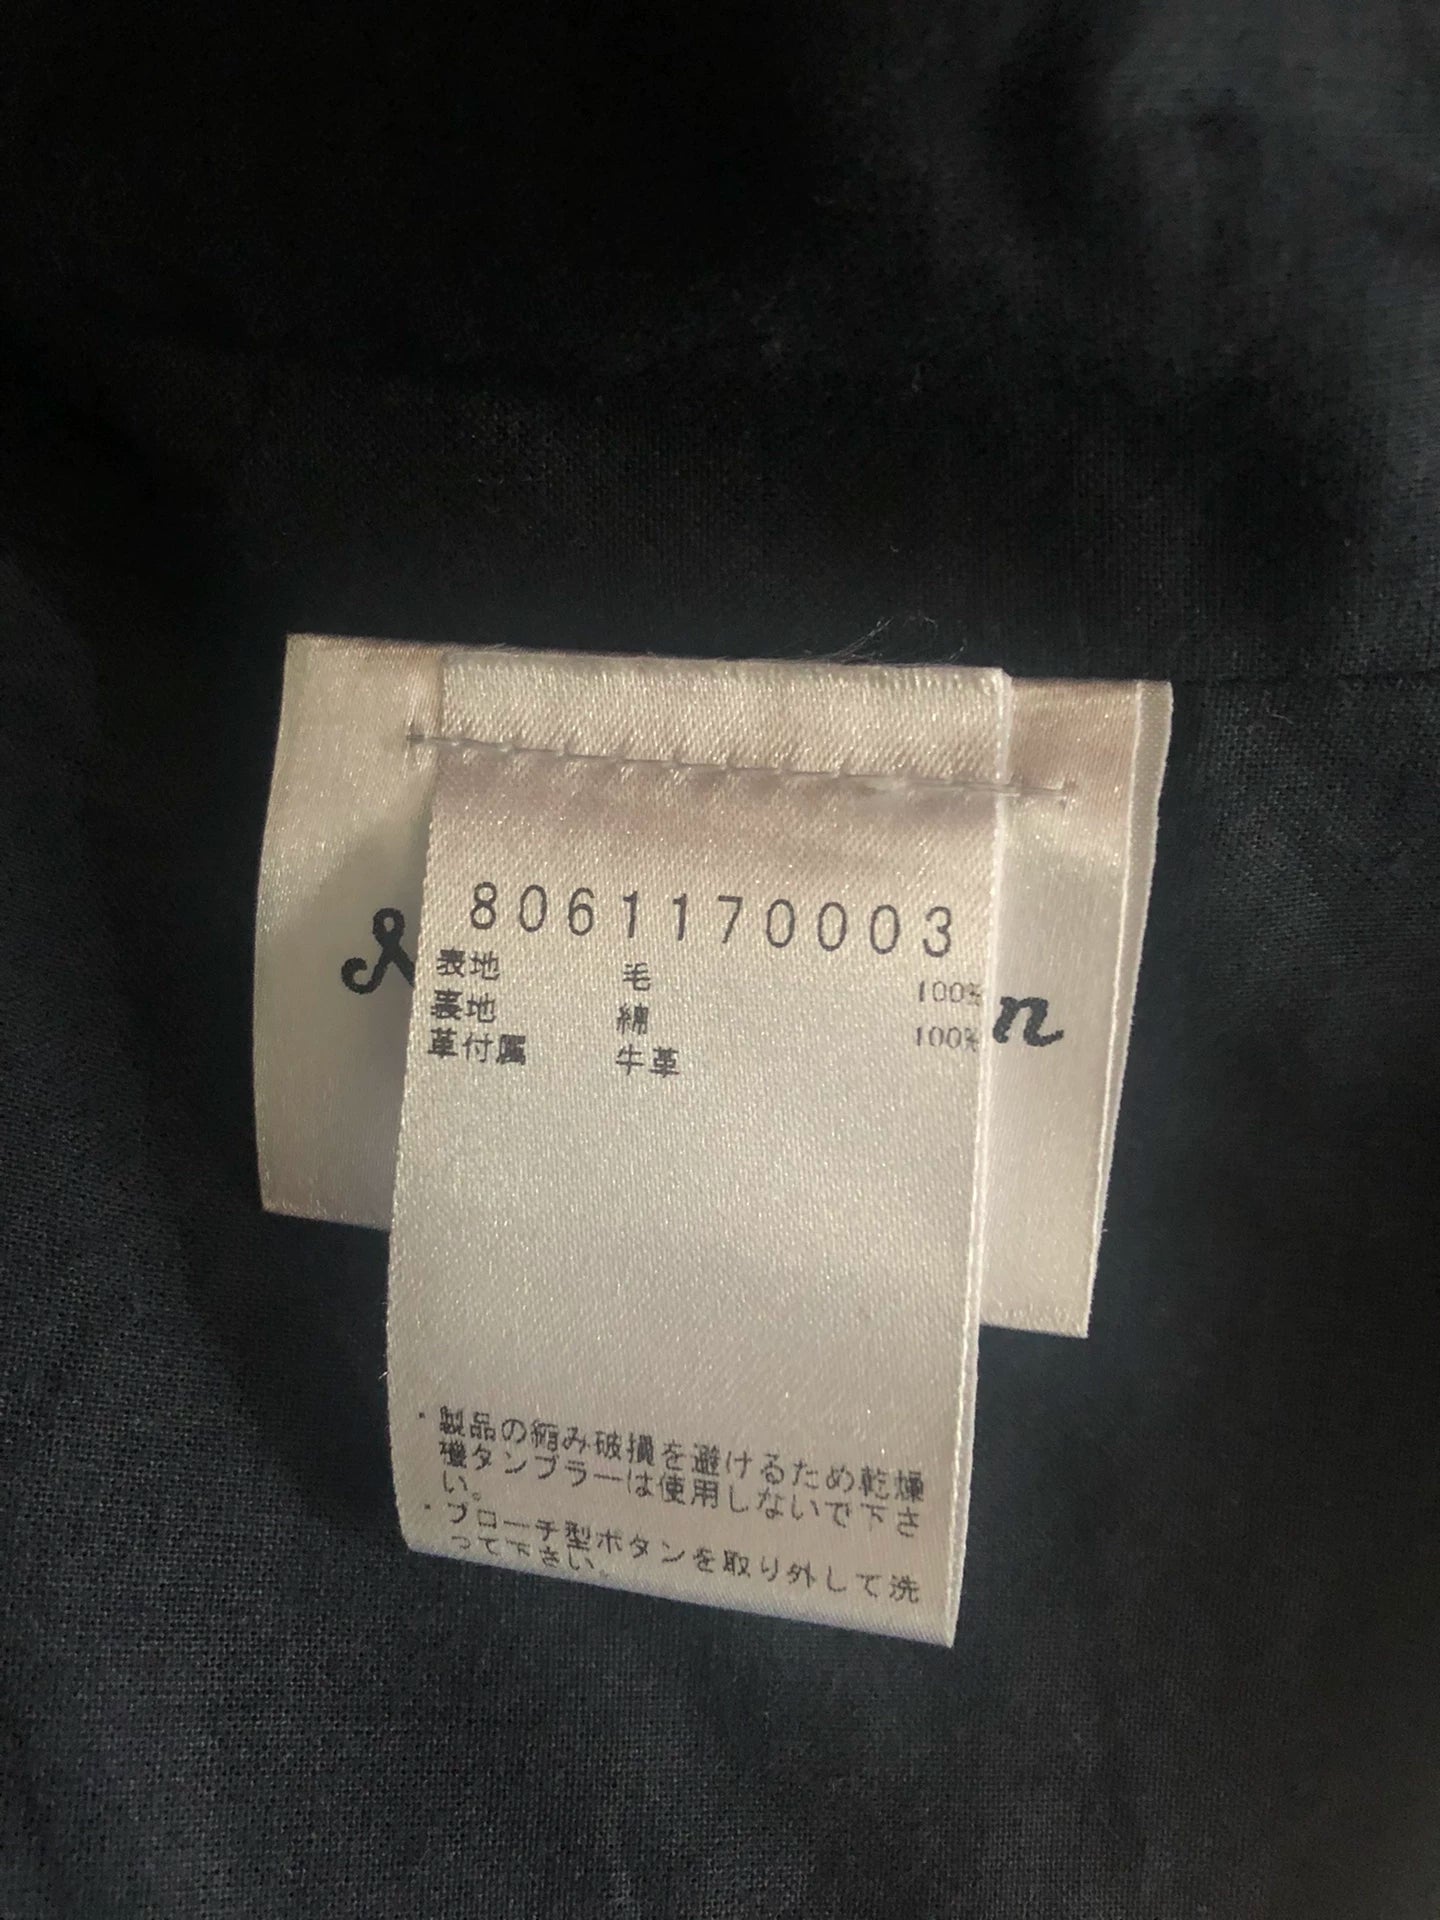 8061170003
表地 毛 100%
裏地 綿 100%
革付属 牛革
n
・製品の縮み破損を避けるため乾燥
機タンブラーは使用しないで下さ
い。
・ブローチ型ボタンを取り外して洗
って下さい。